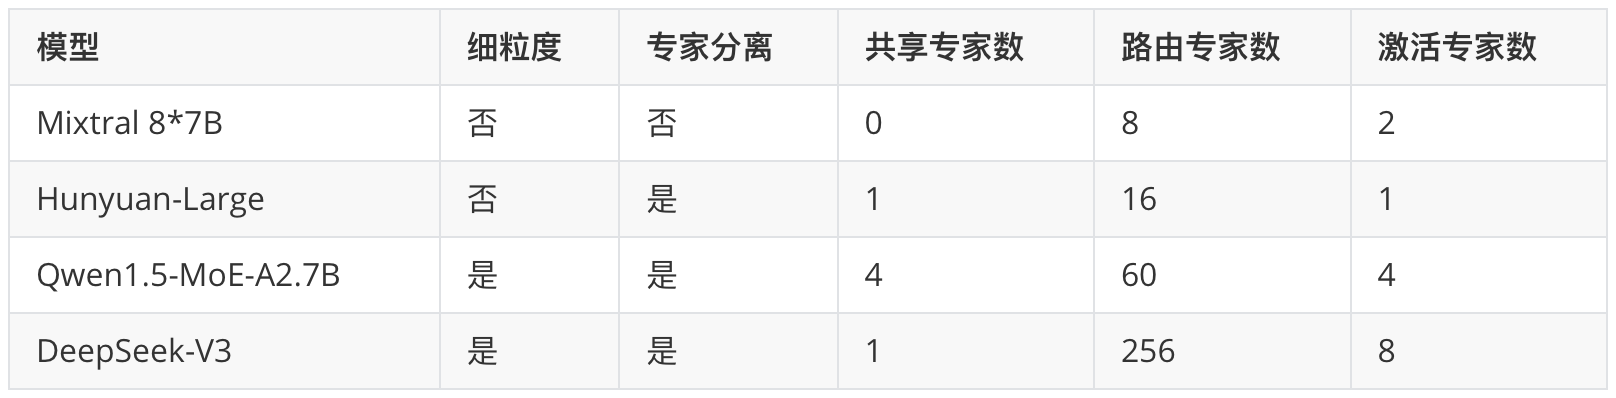 模型 细粒度 专家分离 共享专家数 路由专家数 激活专家数
Mixtral 8*7B 否 否 0 8 2
Hunyuan-Large 否 是 1 16 1
Qwen1.5-MoE-A2.7B 是 是 4 60 4
DeepSeek-V3 是 是 1 256 8